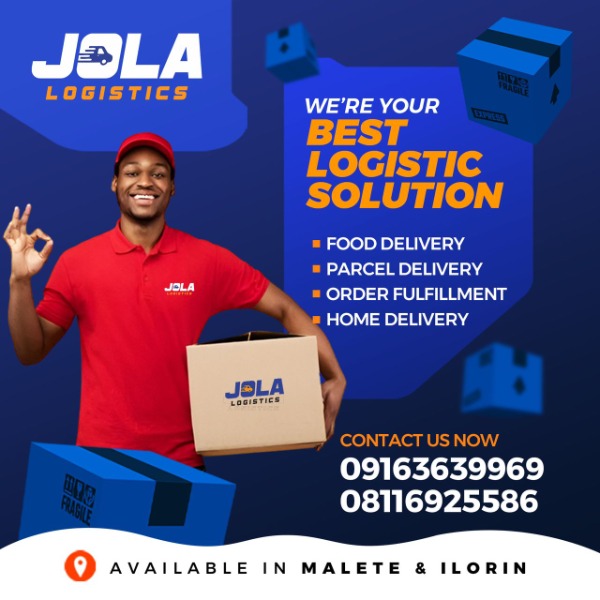 JOLA
LOGISTICS
WE'RE YOUR
BEST
LOGISTIC
SOLUTION
FOOD DELIVERY
PARCEL DELIVERY
ORDER FULFILLMENT
HOME DELIVERY
FRAGILE
EXPRESS
JOLA
LOGISTICS
JOLA
LOGISTICS
CONTACT US NOW
09163639969
08116925586
FRAGILE
AVAILABLE IN MALETE & ILORIN